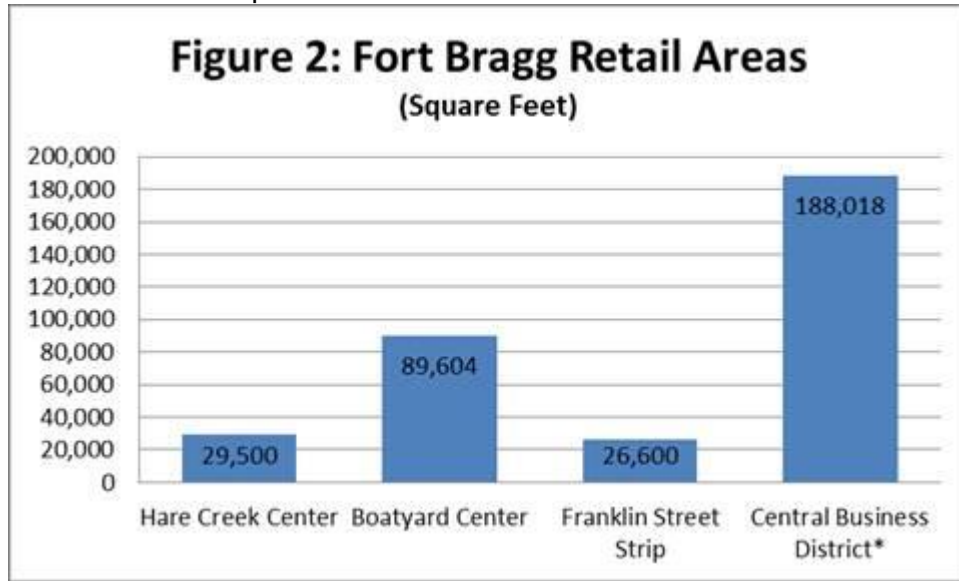 Figure 2: Fort Bragg Retail Areas
(Square Feet)
200,000
180,000
160,000
140,000
120,000
100,000
80,000
60,000
40,000
20,000
0
29,500
89,604
26,600
188,018
Hare Creek Center
Boatyard Center
Franklin Street
Strip
Central Business
District*